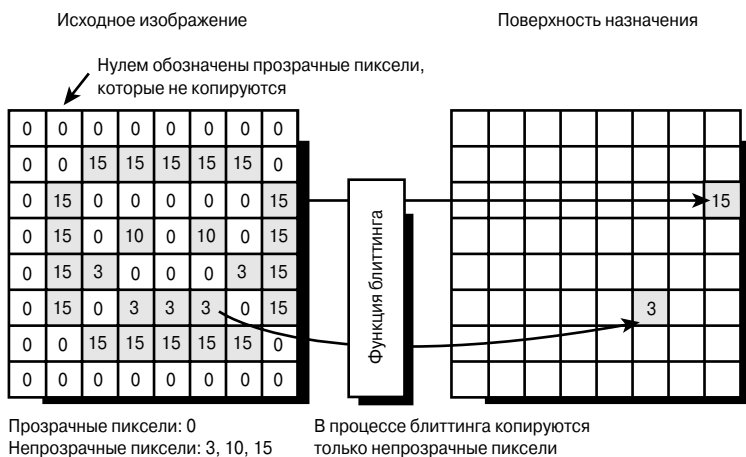 Исходное изображение
Поверхность назначения
Нулем обозначены прозрачные пиксели,
которые не копируются
0 0 0 0 0 0 0 0
0 0 15 15 15 15 15 0
0 15 0 0 0 0 0 15
0 15 0 10 0 10 0 15
0 15 3 0 0 0 3 15
0 15 0 3 3 3 0 15
0 0 15 15 15 15 15 0
0 0 0 0 0 0 0 0
Функция блиттинга
15
3
Прозрачные пиксели: 0
Непрозрачные пиксели: 3, 10, 15
В процессе блиттинга копируются
только непрозрачные пиксели